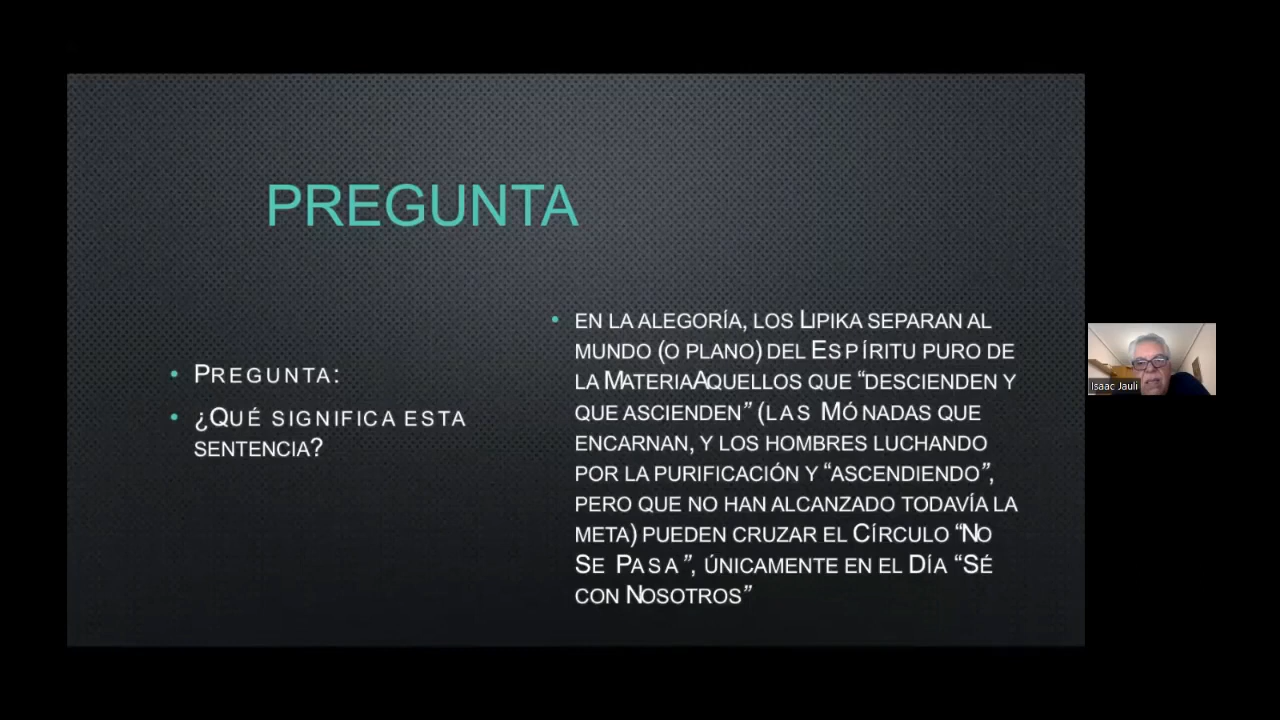 PREGUNTA
• PREGUNTA:
• ¿QUÉ SIGNIFICA ESTA
SENTENCIA?
• EN LA ALEGORÍA, LOS LIPIKA SEPARAN AL
MUNDO (O PLANO) DEL ESPÍRITU PURO DE
LA MATERIAAQUELLOS QUE “DESCIENDEN Y
QUE ASCIENDEN” (LAS MÓNADAS QUE
ENCARNAN, Y LOS HOMBRES LUCHANDO
POR LA PURIFICACIÓN Y “ASCENDIENDO”,
PERO QUE NO HAN ALCANZADO TODAVÍA LA
META) PUEDEN CRUZAR EL CÍRCULO “NO
SE PASA”, ÚNICAMENTE EN EL DÍA “SÉ
CON NOSOTROS”
Isaac Jauli